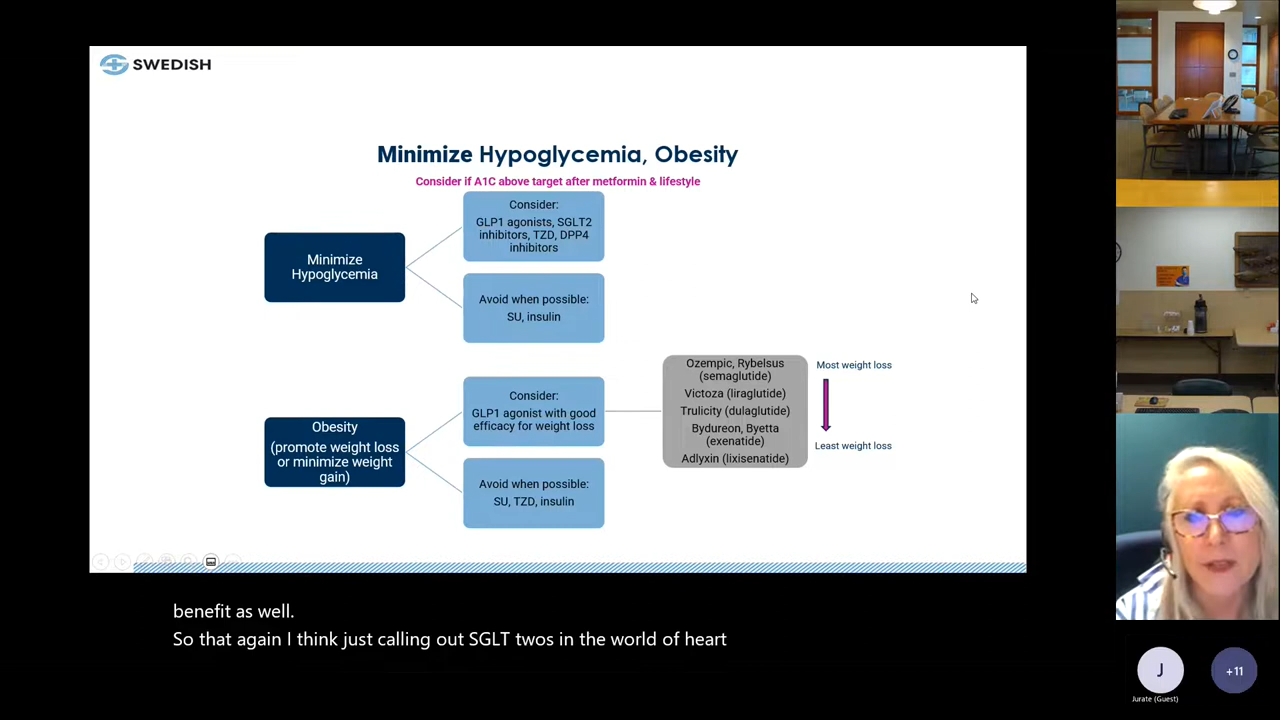 SWEDISH
Minimize Hypoglycemia, Obesity
Consider if A1C above target after metformin & lifestyle
Minimize
Hypoglycemia
Consider:
GLP1 agonists, SGLT2
inhibitors, TZD, DPP4
inhibitors
Avoid when possible:
SU, insulin
Obesity
(promote weight loss
or minimize weight
gain)
Consider:
GLP1 agonist with good
efficacy for weight loss
Avoid when possible:
SU, TZD, insulin
Ozempic, Rybelsus
(semaglutide)
Victoza (liraglutide)
Trulicity (dulaglutide)
Bydureon, Byetta
(exenatide)
Adlyxin (lixisenatide)
Most weight loss
Least weight loss
benefit as well.
So that again I think just calling out SGLT twos in the world of heart
J
+11
Jurate (Guest)